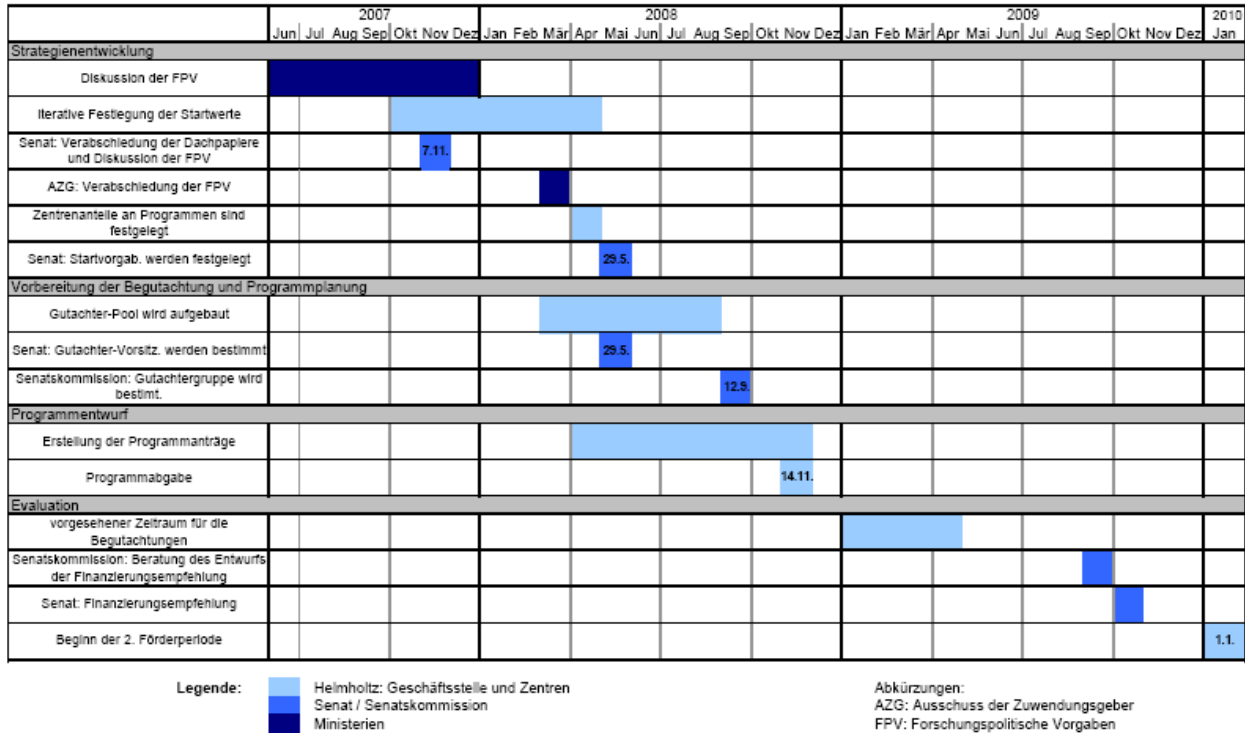 2007 2008 2009 2010
Jun Jul Aug Sep Okt Nov Dez Jan Feb Mär Apr Mai Jun Jul Aug Sep Okt Nov Dez Jan Feb Mär Apr Mai Jun Jul Aug Sep Okt Nov Dez Jan
Strategienentwicklung
Diskussion der FPV
Iterative Festlegung der Startwerte
Senat: Verabschiedung der Dachpapiere
und Diskussion der FPV
7.11.
AZG: Verabschiedung der FPV
Zentrenanteile an Programmen sind
festgelegt
Senat: Startvorgab. werden festgelegt
29.5.
Vorbereitung der Begutachtung und Programmplanung
Gutachter-Pool wird aufgebaut
Senat: Gutachter-Vorsitz. werden bestimmt
29.5.
Senatskommission: Gutachtergruppe wird
bestimt.
12.9.
Programmentwurf
Erstellung der Programmanträge
Programmabgabe
14.11.
Evaluation
vorgesehener Zeitraum für die
Begutachtungen
Senatskommission: Beratung des Entwurfs
der Finanzierungsempfehlung
Senat: Finanzierungsempfehlung
Beginn der 2. Förderperiode
1.1.
Legende:
Helmholtz: Geschäftsstelle und Zentren
Senat / Senatskommission
Ministerien
Abkürzungen:
AZG: Ausschuss der Zuwendungsgeber
FPV: Forschungspolitische Vorgaben